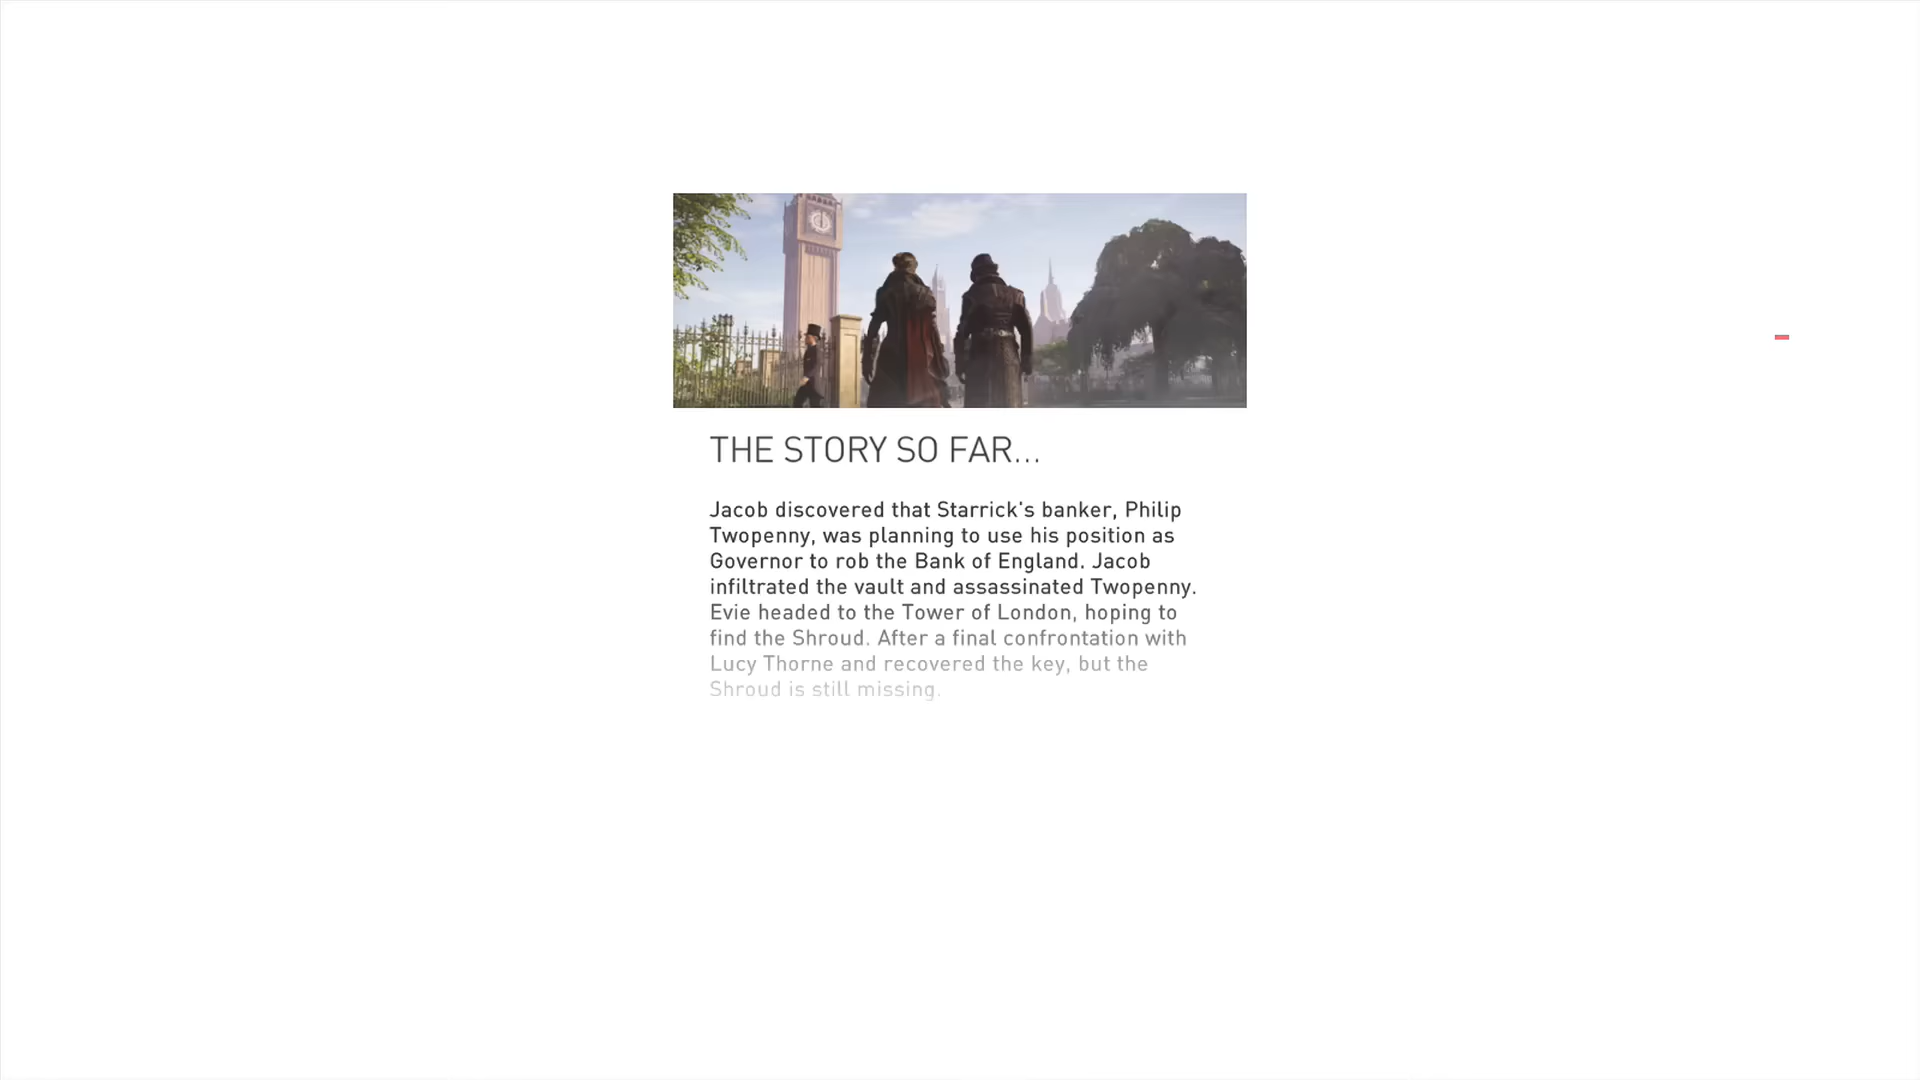 THE STORY SO FAR...
Jacob discovered that Starrick's banker, Philip
Twopenny, was planning to use his position as
Governor to rob the Bank of England. Jacob
infiltrated the vault and assassinated Twopenny.
Evie headed to the Tower of London, hoping to
find the Shroud. After a final confrontation with
Lucy Thorne and recovered the key, but the
Shroud is still missing.